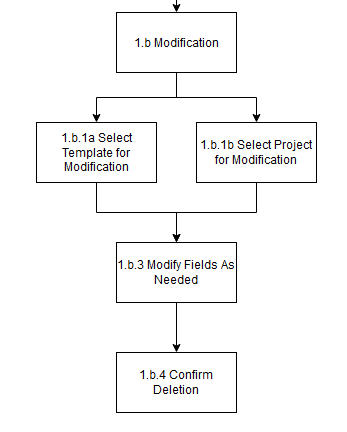 1.b Modification
1.b.1a Select
Template for
Modification
1.b.1b Select Project
for Modification
1.b.3 Modify Fields As
Needed
1.b.4 Confirm
Deletion